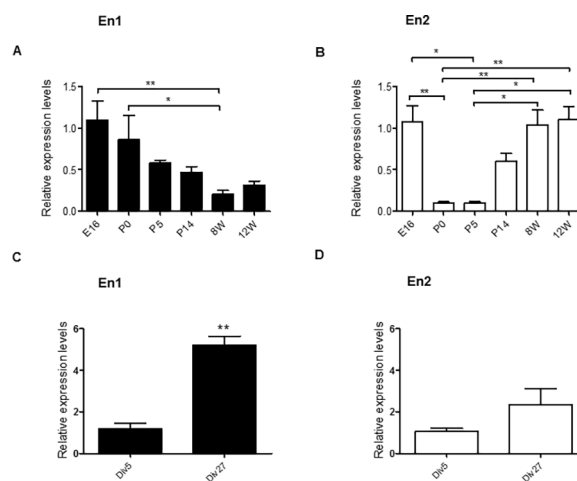 En1
En2
A
B
**
*
*
**
**
*
**
*
Relative expression levels
1.5
1.0
0.5
0.0
E16
P0
P5
P14
8W
12W
Relative expression levels
1.5
1.0
0.5
0.0
E16
P0
P5
P14
8W
12W
C
D
En1
En2
**
Relative expression levels
6
4
2
0
Div5
Div27
Relative expression levels
6
4
2
0
Div5
Div27